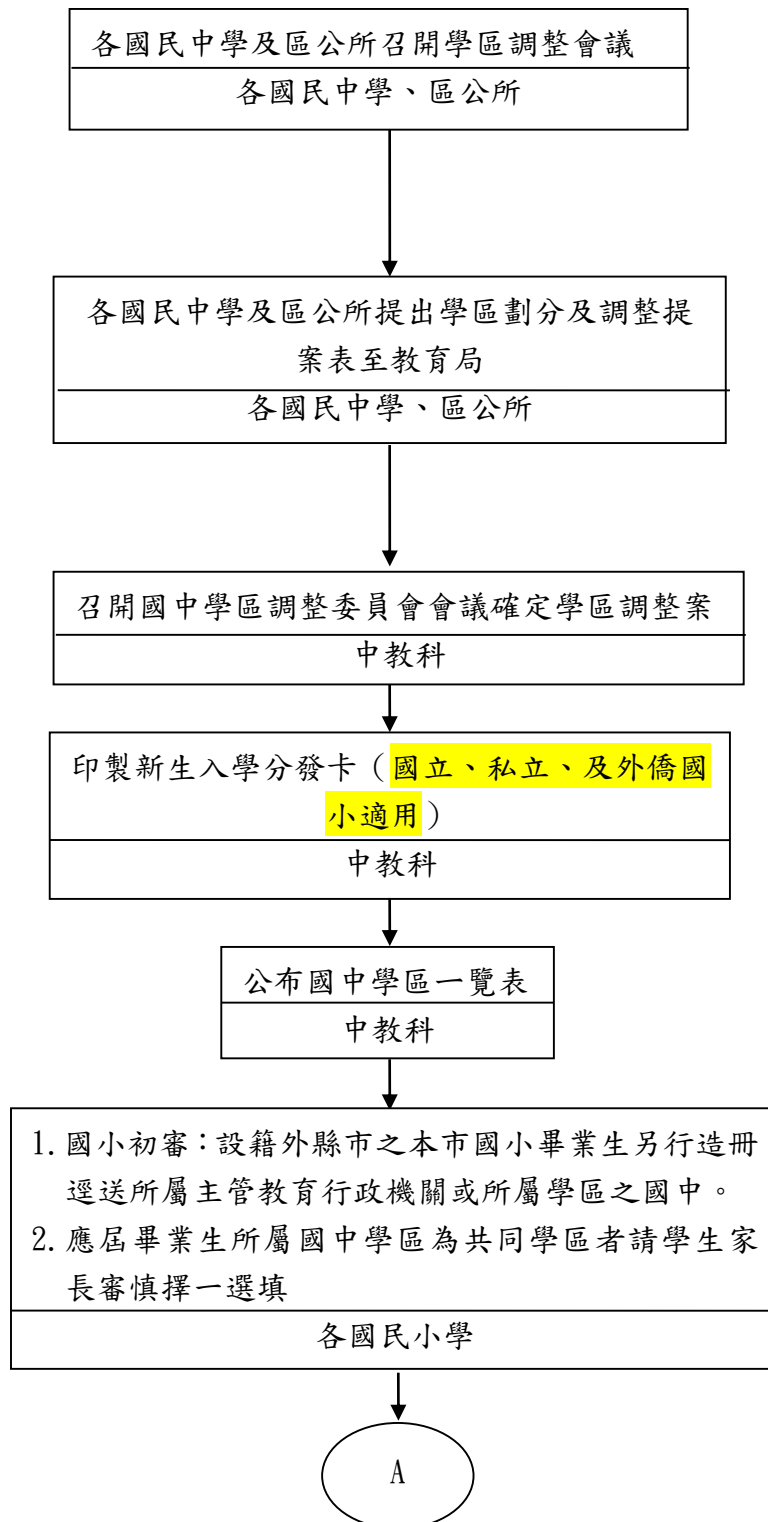 各國民中學及區公所召開學區調整會議
各國民中學、區公所
各國民中學及區公所提出學區劃分及調整提
案表至教育局
各國民中學、區公所
召開國中學區調整委員會會議確定學區調整案
中教科
印製新生入學分發卡（國立、私立、及外僑國
小適用）
中教科
公布國中學區一覽表
中教科
1.國小初審：設籍外縣市之本市國小畢業生另行造冊
逕送所屬主管教育行政機關或所屬學區之國中。
2.應屆畢業生所屬國中學區為共同學區者請學生家
長審慎擇一選填
各國民小學
A